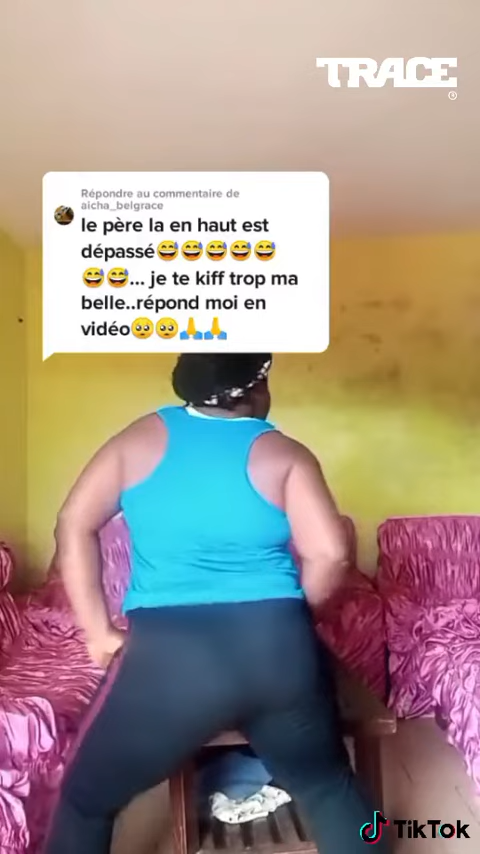 TRACE
Répondre au commentaire de
aicha_belgrace
le père la en haut est
dépassé😅😅😅😅😅
😅😅... je te kiff trop ma
belle..répond moi en
vidéo🥺🥺🙏🙏
TikTok